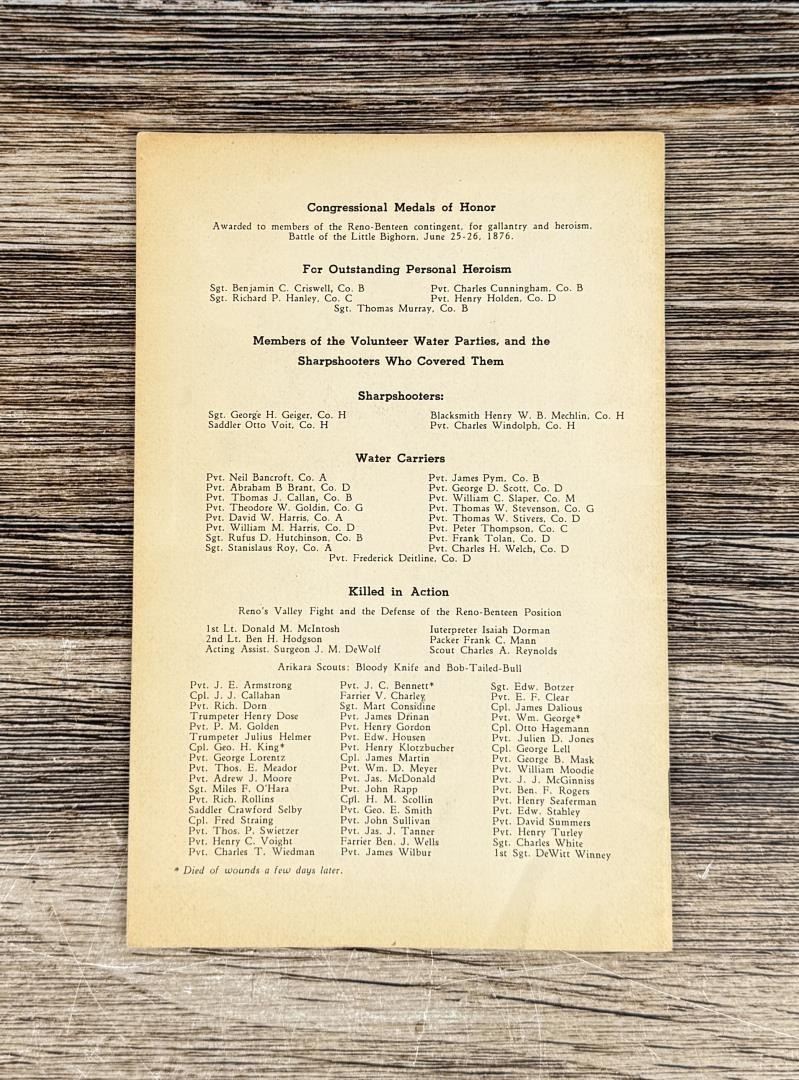 Congressional Medals of Honor
Awarded to members of the Reno-Benteen contingent, for gallantry and heroism,
Battle of the Little Bighorn, June 25-26, 1876.
For Outstanding Personal Heroism
Sgt. Benjamin C. Criswell, Co. B Pvt. Charles Cunningham, Co. B
Sgt. Richard P. Hanley, Co. C Pvt. Henry Holden, Co. D
Sgt. Thomas Murray, Co. B
Members of the Volunteer Water Parties, and the
Sharpshooters Who Covered Them
Sharpshooters:
Sgt. George H. Geiger, Co. H Blacksmith Henry W. B. Mechlin, Co. H
Saddler Otto Voit, Co. H Pvt. Charles Windolph, Co. H
Water Carriers
Pvt. Neil Bancroft, Co. A Pvt. James Pym, Co. B
Pvt. Abraham B Brant, Co. D Pvt. George D. Scott, Co. D
Pvt. Thomas J. Callan, Co. B Pvt. William C. Slaper, Co. M
Pvt. Theodore W. Goldin, Co. G Pvt. Thomas W. Stevenson, Co. G
Pvt. David W. Harris, Co. A Pvt. Thomas W. Stivers, Co. D
Pvt. William M. Harris, Co. D Pvt. Peter Thompson, Co. C
Sgt. Rufus D. Hutchinson, Co. B Pvt. Frank Tolan, Co. D
Sgt. Stanislaus Roy, Co. A Pvt. Charles H. Welch, Co. D
Pvt. Frederick Deitline, Co. D
Killed in Action
Reno's Valley Fight and the Defense of the Reno-Benteen Position
1st Lt. Donald M. McIntosh Iuterpreter Isaiah Dorman
2nd Lt. Ben H. Hodgson Packer Frank C. Mann
Acting Assist. Surgeon J. M. DeWolf Scout Charles A. Reynolds
Arikara Scouts: Bloody Knife and Bob-Tailed-Bull
Pvt. J. E. Armstrong Pvt. J. C. Bennett* Sgt. Edw. Botzer
Cpl. J. J. Callahan Farrier V. Charley Pvt. E. F. Clear
Pvt. Rich. Dorn Sgt. Mart Considine Cpl. James Dalious
Trumpeter Henry Dose Pvt. James Drinan Pvt. Wm. George*
Pvt. P. M. Golden Pvt. Henry Gordon Cpl. Otto Hagemann
Trumpeter Julius Helmer Pvt. Edw. Housen Pvt. Julien D. Jones
Cpl. Geo. H. King* Pvt. Henry Klotzbucher Cpl. George Lell
Pvt. George Lorentz Cpl. James Martin Pvt. George B. Mask
Pvt. Thos. E. Meador Pvt. Wm. D. Meyer Pvt. William Moodie
Pvt. Adrew J. Moore Pvt. Jas. McDonald Pvt. J. J. McGinniss
Sgt. Miles F. O'Hara Pvt. John Rapp Pvt. Ben. F. Rogers
Pvt. Rich. Rollins Cpl. H. M. Scollin Pvt. Henry Seaferman
Saddler Crawford Selby Pvt. Geo. E. Smith Pvt. Edw. Stahley
Cpl. Fred Straing Pvt. John Sullivan Pvt. David Summers
Pvt. Thos. P. Swietzer Pvt. Jas. J. Tanner Pvt. Henry Turley
Pvt. Henry C. Voight Farrier Ben. J. Wells Sgt. Charles White
Pvt. Charles T. Wiedman Pvt. James Wilbur 1st Sgt. DeWitt Winney
* Died of wounds a few days later.